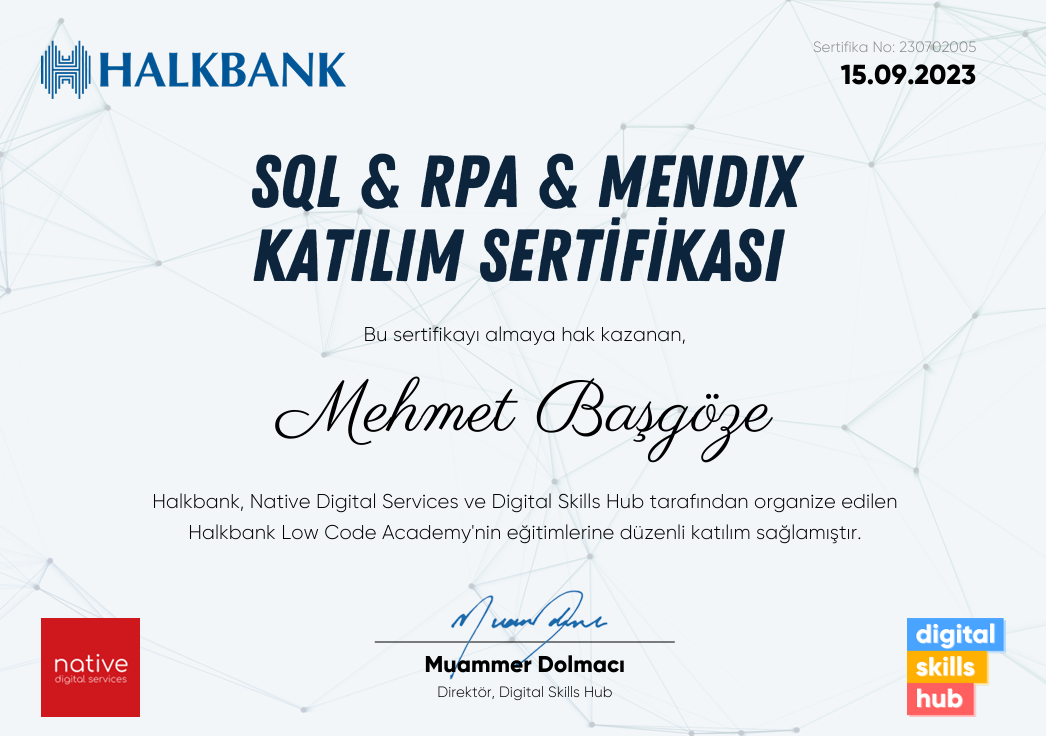 HALKBANK
Sertifika No: 230702005
15.09.2023
SQL & RPA & MENDIX
KATILIM SERTİFİKASI
Bu sertifikayı almaya hak kazanan,
Mehmet Başgöze
Halkbank, Native Digital Services ve Digital Skills Hub tarafından organize edilen
Halkbank Low Code Academy'nin eğitimlerine düzenli katılım sağlamıştır.
Muammer Dolmacı
Direktör, Digital Skills Hub
native
digital services
digital
skills
hub